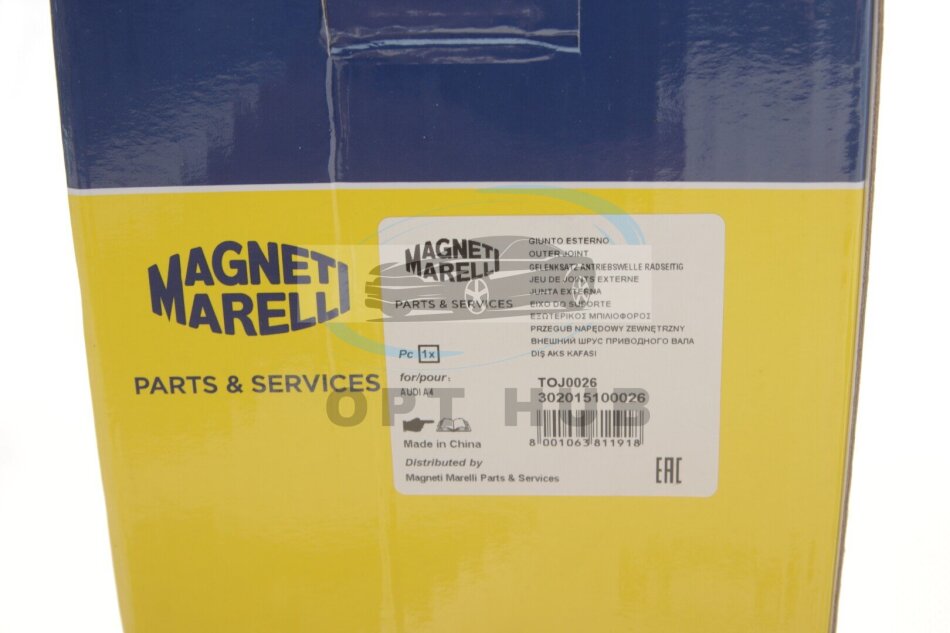 MAGNETI
MARELLI
PARTS & SERVICES
MAGNETI
MARELLI
PARTS & SERVICES
GIUNTO ESTERNO
OUTER JOINT
GELENKSATZ ANTRIEBSWELLE RADSEITIG
JEU DE JOINTS EXTERNE
JUNTA EXTERNA
EIXO DO SUPORTE
ΕΞΩΤΕΡΙΚΟΣ ΜΠΙΛΙΟΦΟΡΟΣ
PRZEGUB NAPĘDOWY ZEWNĘTRZNY
ВНЕШНИЙ ШРУС ПРИВОДНОГО ВАЛА
DIŞ AKS KAFASI
Pc 1x
for/pour:
AUDI A4
TOJ0026
302015100026
8 001063 811918
Made in China
Distributed by
Magneti Marelli Parts & Services
EAC
OPT HUB